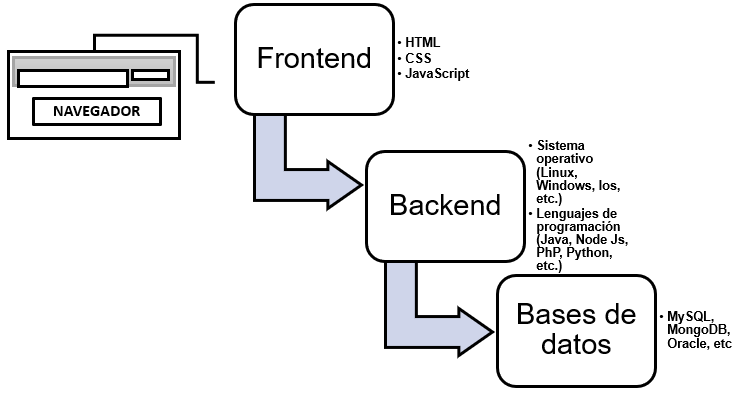 Frontend
• HTML
• CSS
• JavaScript
NAVEGADOR
Backend
• Sistema
operativo
(Linux,
Windows, Ios,
etc.)
• Lenguajes de
programación
(Java, Node Js,
PhP, Python,
etc.)
Bases de
datos
• MySQL,
MongoDB,
Oracle, etc